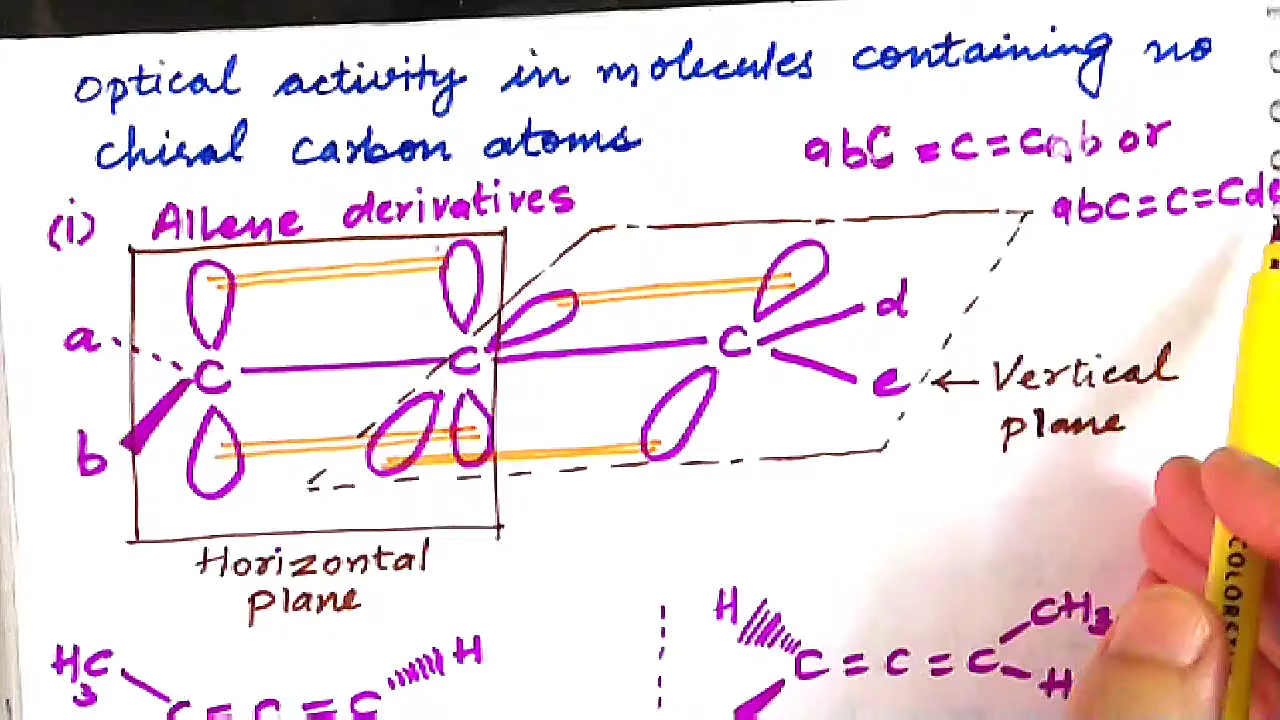 Optical activity in molecules containing no
chiral carbon atoms
abC = C = Cab or
abC = C = Cde
(i) Allene derivatives
a
b
C
C
C
d
e
← Vertical
plane
Horizontal
plane
H3C
H
C = C = C
H
CH3
C = C = C
H
COLOR